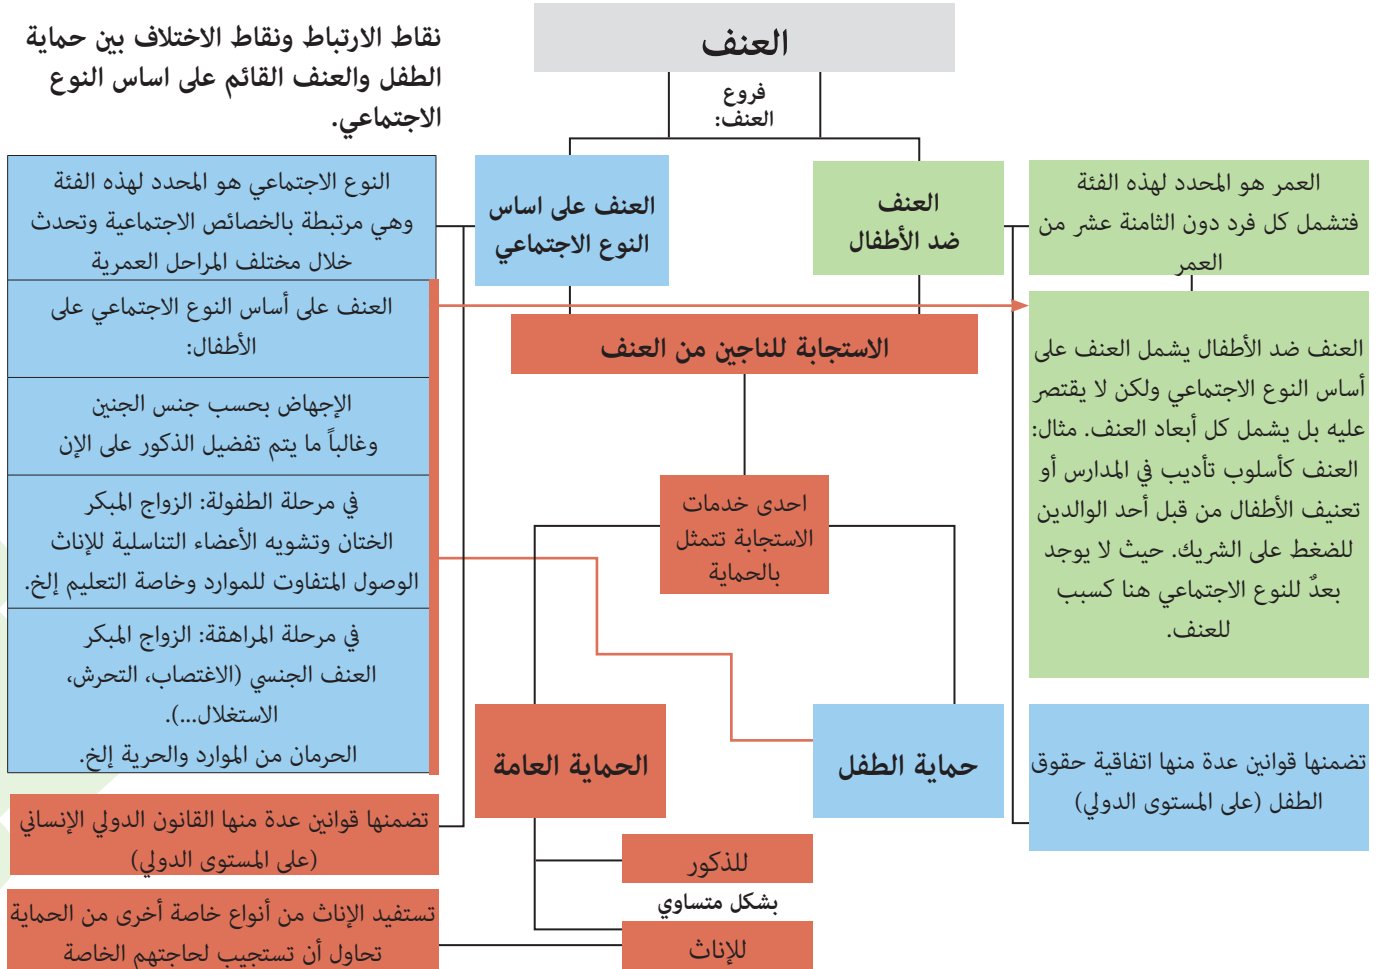 نقاط الارتباط ونقاط الاختلاف بين حماية
الطفل والعنف القائم على اساس النوع
الاجتماعي.
العنف
فروع
العنف:
العمر هو المحدد لهذه الفئة
فتشمل كل فرد دون الثامنة عشر من
العمر
العنف
ضد الأطفال
العنف على اساس
النوع الاجتماعي
النوع الاجتماعي هو المحدد لهذه الفئة
وهي مرتبطة بالخصائص الاجتماعية وتحدث
خلال مختلف المراحل العمرية
العنف على أساس النوع الاجتماعي على
الأطفال:
الإجهاض بحسب جنس الجنين
وغالباً ما يتم تفضيل الذكور على الإن
في مرحلة الطفولة: الزواج المبكر
الختان وتشويه الأعضاء التناسلية للإناث
الوصول المتفاوت للموارد وخاصة التعليم إلخ.
في مرحلة المراهقة: الزواج المبكر
العنف الجنسي (الاغتصاب، التحرش،
الاستغلال...).
الحرمان من الموارد والحرية إلخ.
العنف ضد الأطفال يشمل العنف على
أساس النوع الاجتماعي ولكن لا يقتصر
عليه بل يشمل كل أبعاد العنف. مثال:
العنف كأسلوب تأديب في المدارس أو
تعنيف الأطفال من قبل أحد الوالدين
للضغط على الشريك. حيث لا يوجد
بعدٌ للنوع الاجتماعي هنا كسبب
للعنف.
الاستجابة للناجين من العنف
احدى خدمات
الاستجابة تتمثل
بالحماية
حماية الطفل
الحماية العامة
تضمنها قوانين عدة منها اتفاقية حقوق
الطفل (على المستوى الدولي)
تضمنها قوانين عدة منها القانون الدولي الإنساني
(على المستوى الدولي)
للذكور
بشكل متساوي
للإناث
تستفيد الإناث من أنواع خاصة أخرى من الحماية
تحاول أن تستجيب لحاجتهم الخاصة